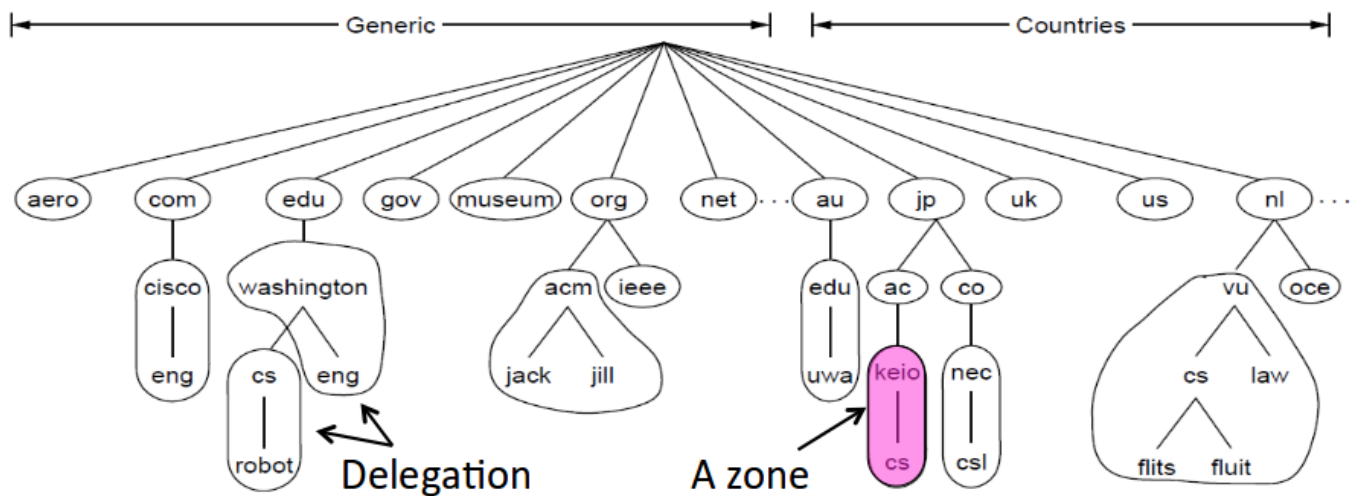 Generic Countries
aero com edu gov museum org net ... au jp uk us nl ...
cisco washington acm ieee edu ac co vu oce
eng cs eng jack jill uwa keio nec cs law
robot cs csl flits fluit
Delegation A zone